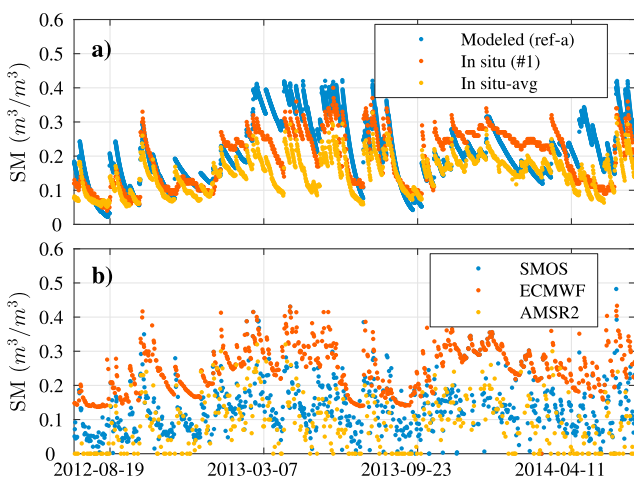 0.6
a)
Modeled (ref-a)
In situ (#1)
In situ-avg
0.5
0.4
0.3
0.2
0.1
0
SM (m³/m³)
0.6
b)
SMOS
ECMWF
AMSR2
0.5
0.4
0.3
0.2
0.1
0
SM (m³/m³)
2012-08-19 2013-03-07 2013-09-23 2014-04-11